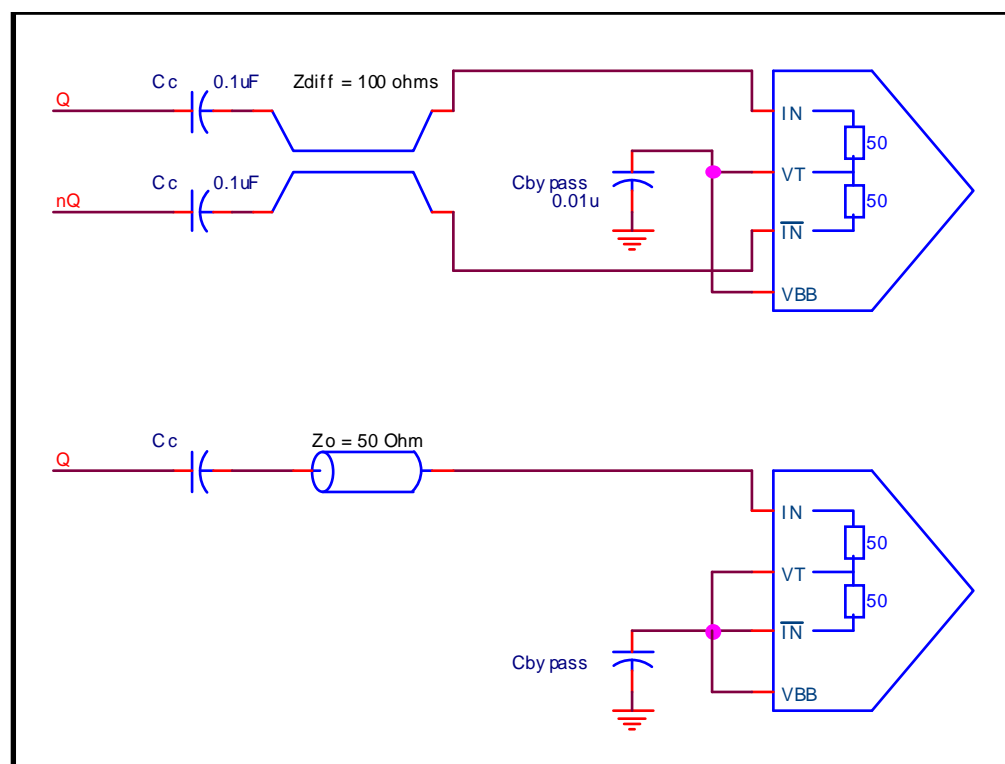 Cc 0.1uF Zdiff = 100 ohms
Q
IN
50
VT
Cc 0.1uF
Cbypass
0.01u
50
nQ
IN
VBB
Cc Zo = 50 Ohm
Q
IN
50
VT
50
IN
Cbypass
VBB